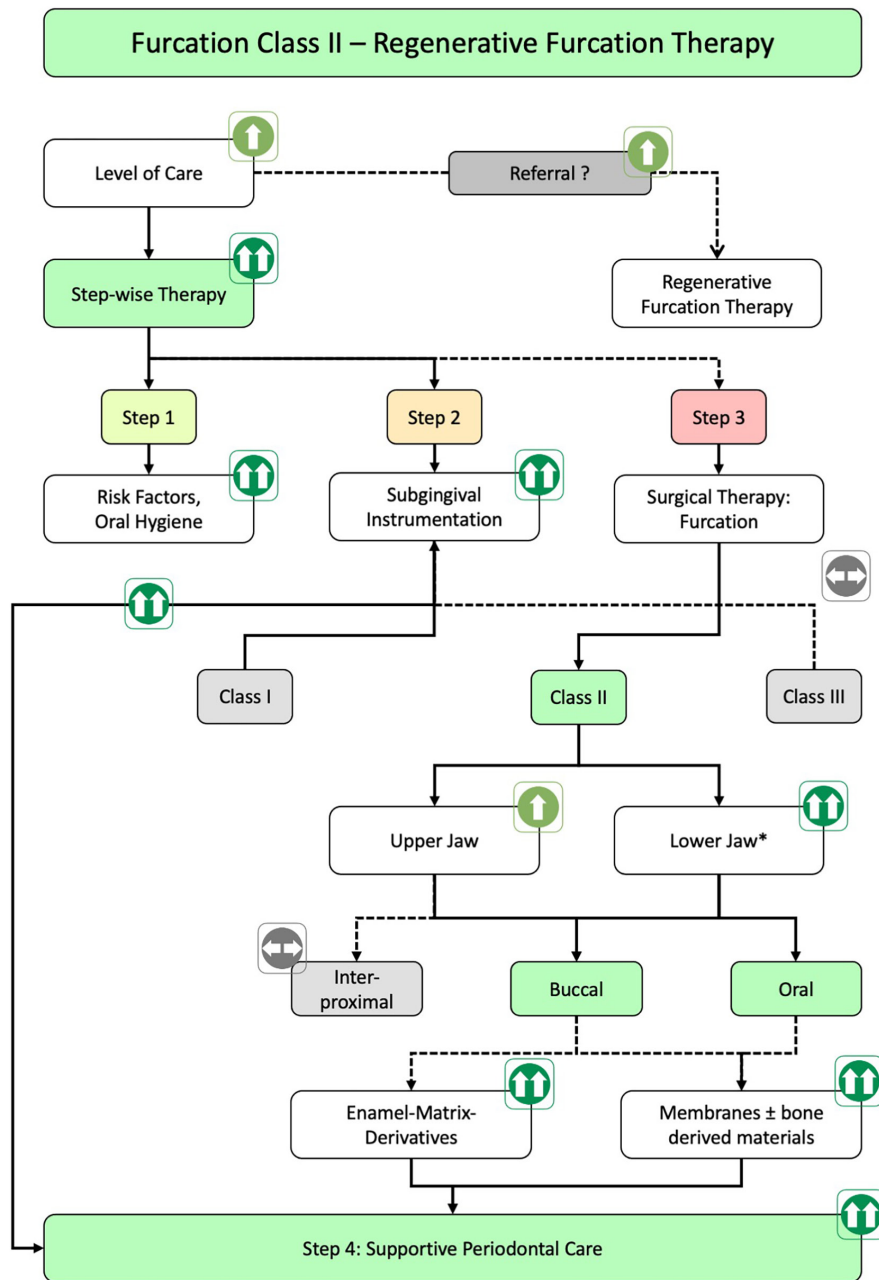 Furcation Class II – Regenerative Furcation Therapy
Level of Care
Referral ?
Step-wise Therapy
Regenerative
Furcation Therapy
Step 1
Step 2
Step 3
Risk Factors,
Oral Hygiene
Subgingival
Instrumentation
Surgical Therapy:
Furcation
Class I
Class II
Class III
Upper Jaw
Lower Jaw*
Inter-
proximal
Buccal
Oral
Enamel-Matrix-
Derivatives
Membranes ± bone
derived materials
Step 4: Supportive Periodontal Care